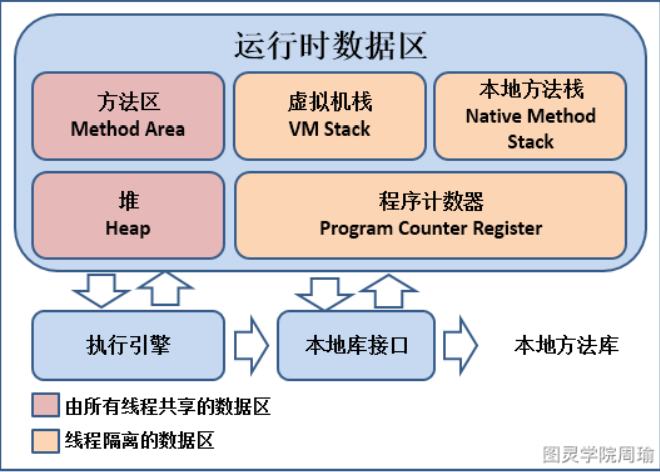 运行时数据区
方法区
Method Area
虚拟机栈
VM Stack
本地方法栈
Native Method
Stack
堆
Heap
程序计数器
Program Counter Register
执行引擎
本地库接口
本地方法库
由所有线程共享的数据区
线程隔离的数据区
图灵学院周瑜